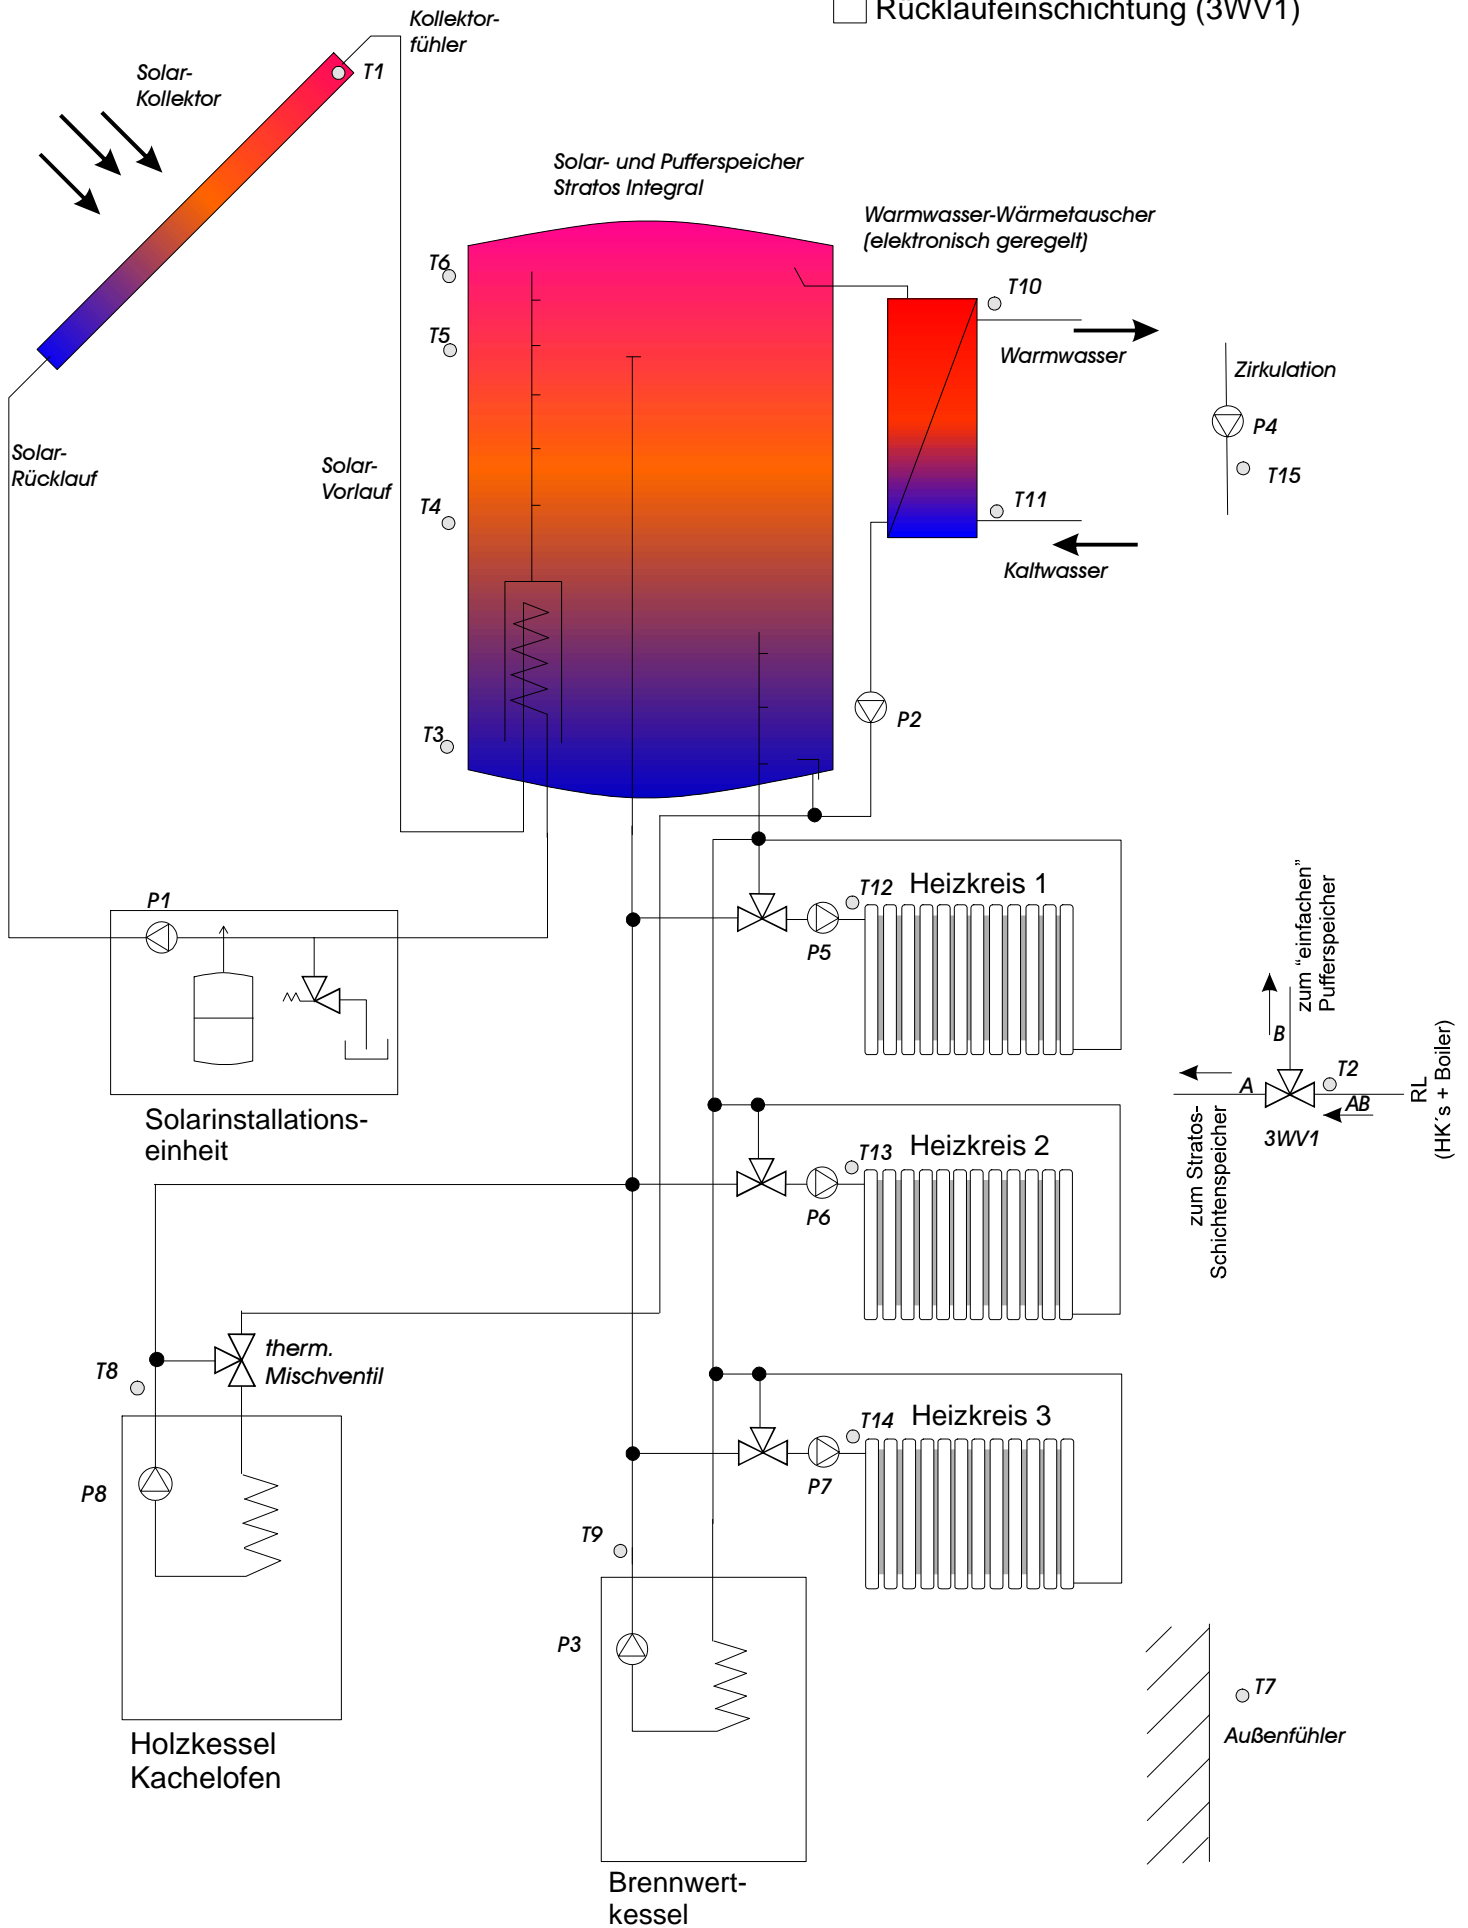 Rücklaufeinschichtung (3WV1)
Kollektor-
fühler
T1
Solar-
Kollektor
Solar- und Pufferspeicher
Stratos Integral
Warmwasser-Wärmetauscher
(elektronisch geregelt)
T6
T10
T5
Warmwasser
Zirkulation
P4
T15
Solar-
Rücklauf
Solar-
Vorlauf
T4
T11
Kaltwasser
T3
P2
P1
T12
Heizkreis 1
P5
zum "einfachen"
Pufferspeicher
B
A
T2
AB
3WV1
RL
(HK´s + Boiler)
zum Stratos-
Schichtenspeicher
Solarinstallations-
einheit
T13
Heizkreis 2
P6
therm.
Mischventil
T8
T14
Heizkreis 3
P7
P8
T9
P3
T7
Außenfühler
Holzkessel
Kachelofen
Brennwert-
kessel